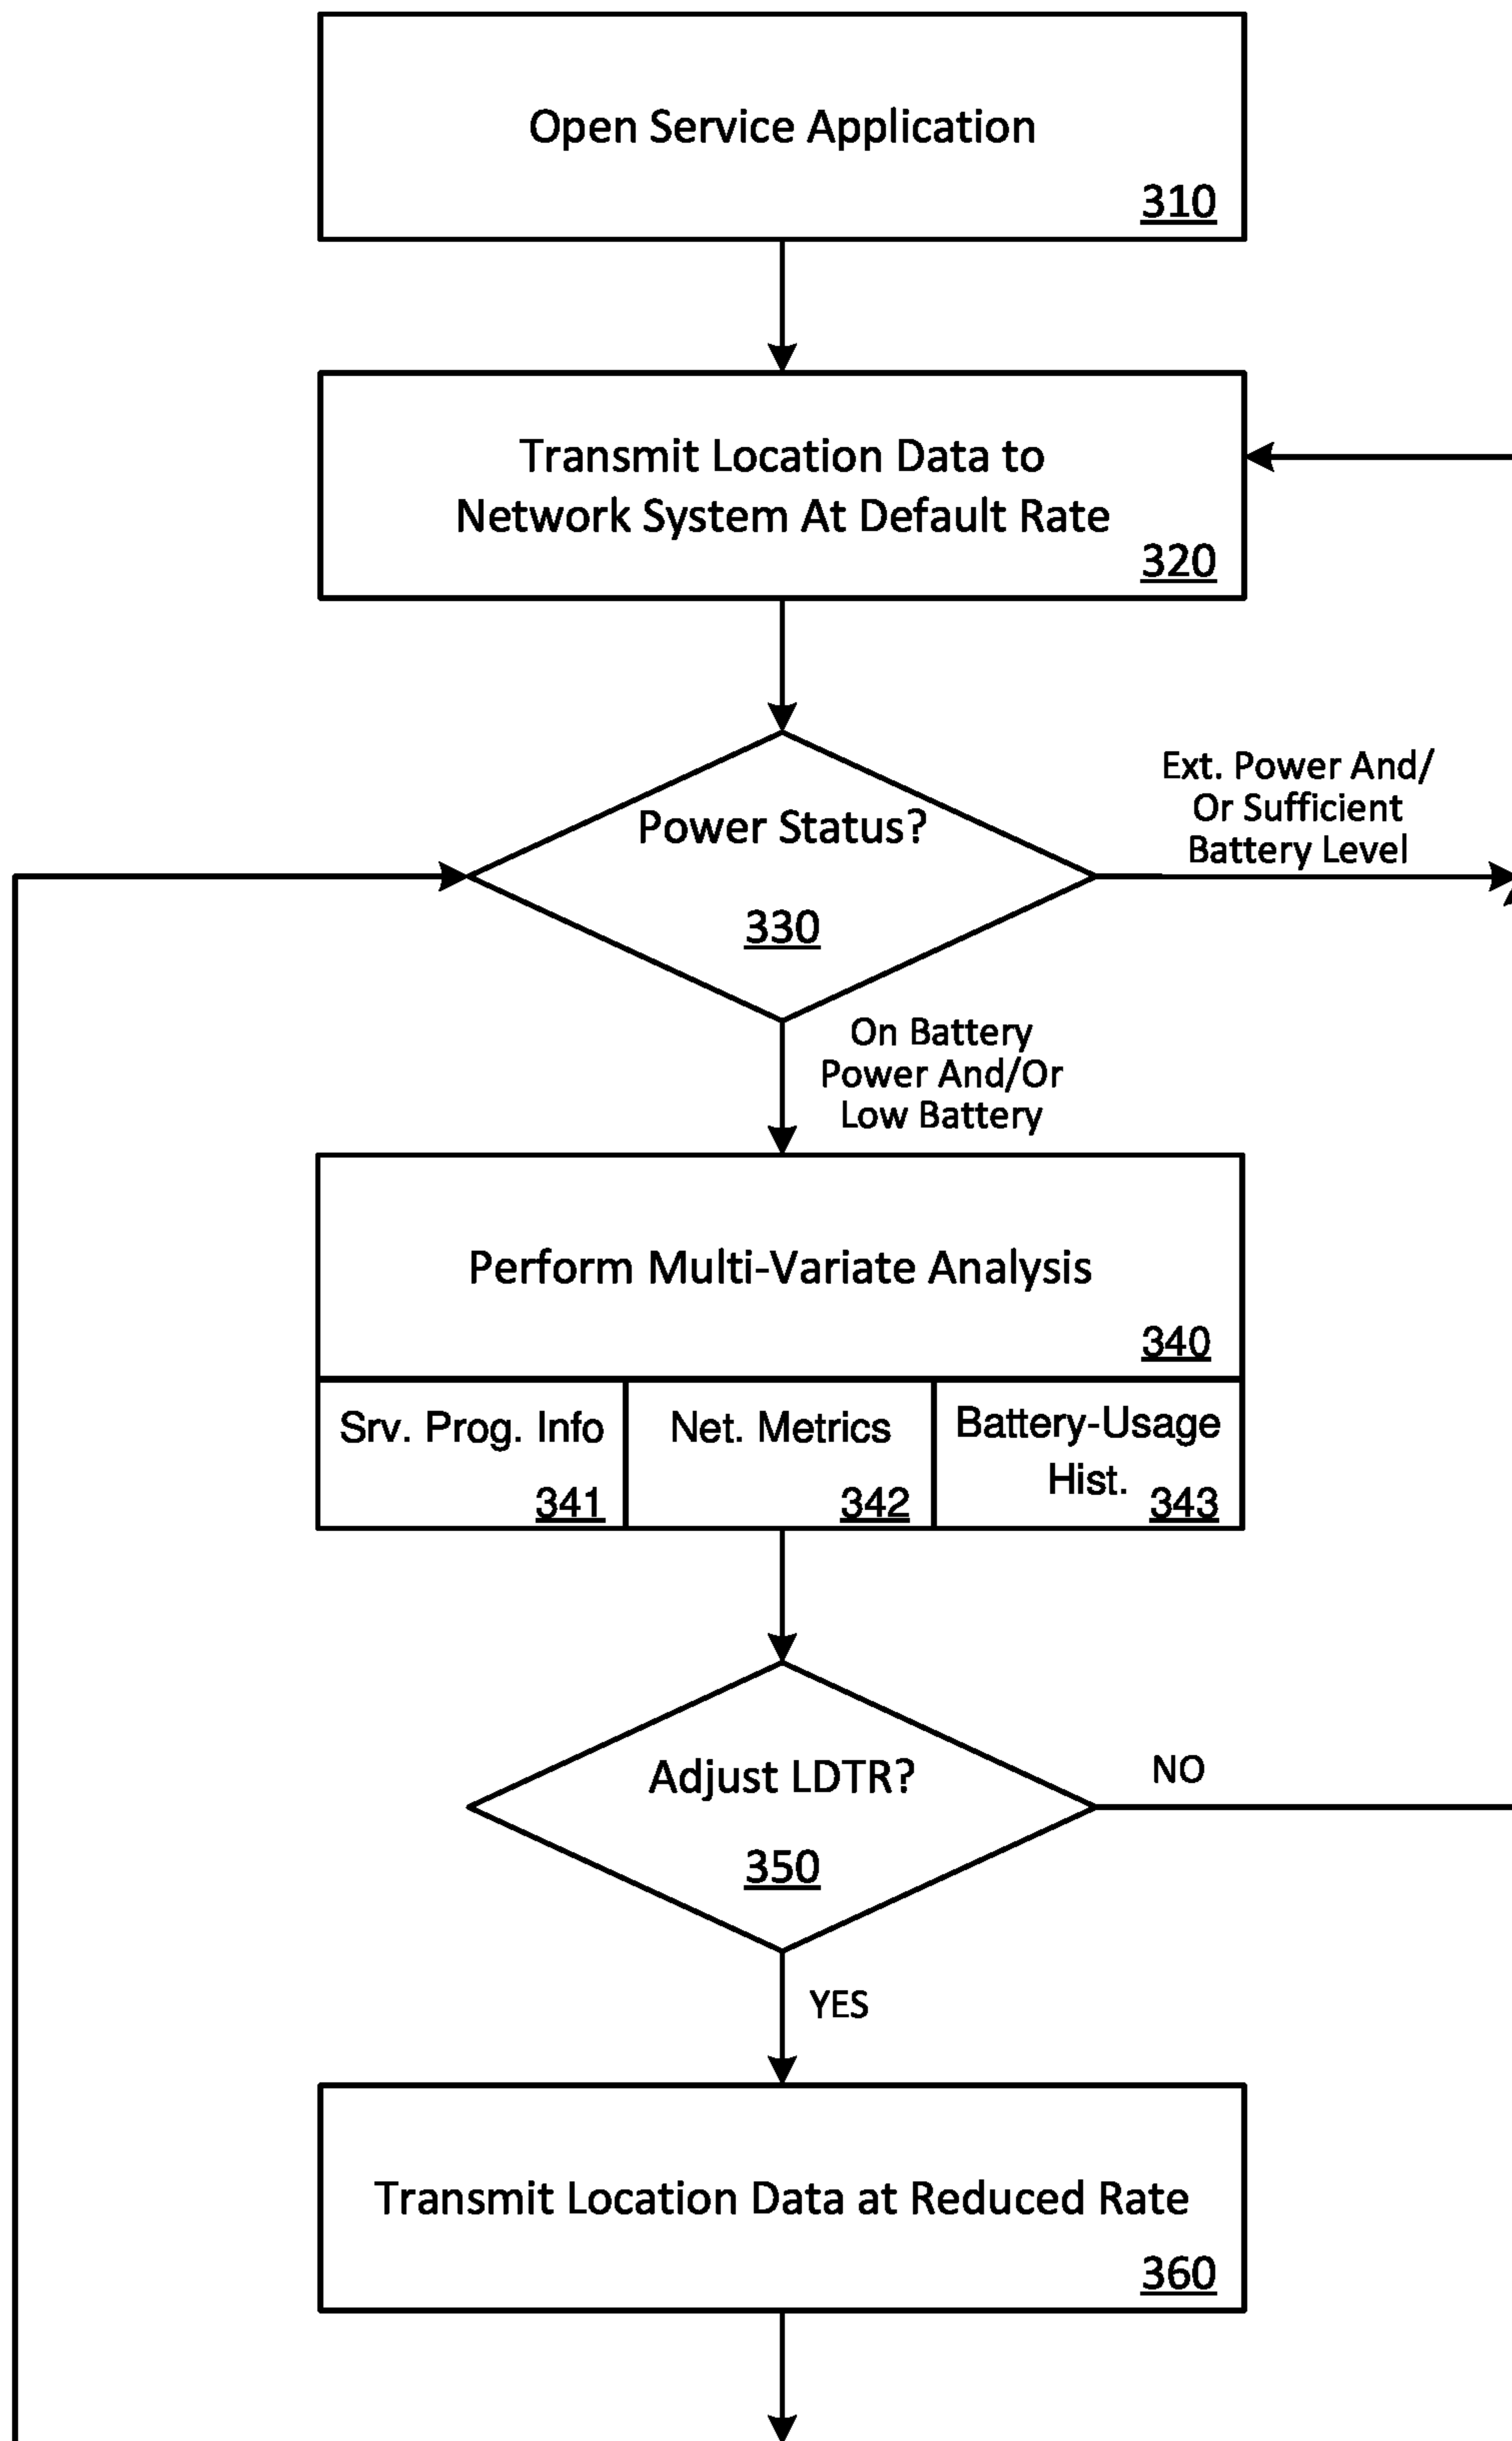 Open Service Application
310
Transmit Location Data to
Network System At Default Rate
320
Power Status?
330
Ext. Power And/
Or Sufficient
Battery Level
On Battery
Power And/Or
Low Battery
Perform Multi-Variate Analysis
340
Srv. Prog. Info
341
Net. Metrics
342
Battery-Usage
Hist.
343
Adjust LDTR?
350
NO
YES
Transmit Location Data at Reduced Rate
360